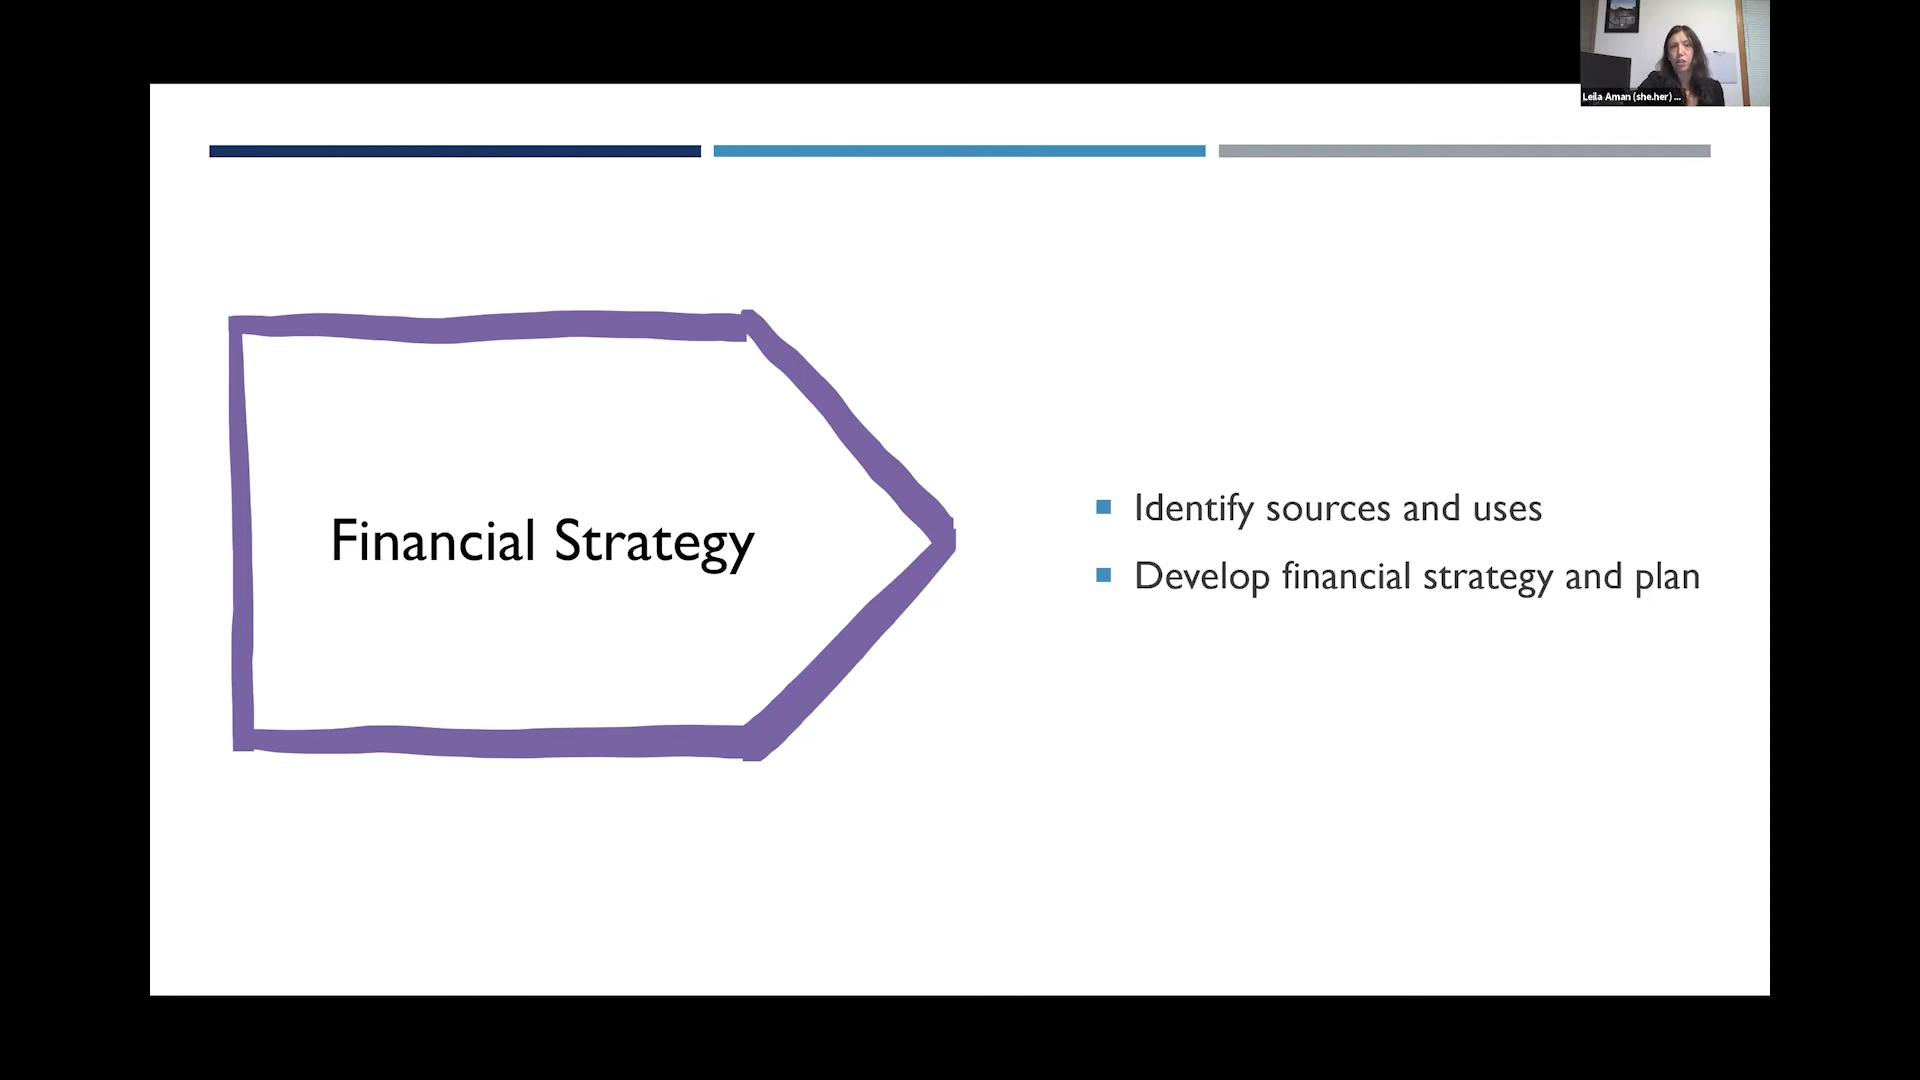 Leila Aman (she.her) ...
Financial Strategy
Identify sources and uses
Develop financial strategy and plan